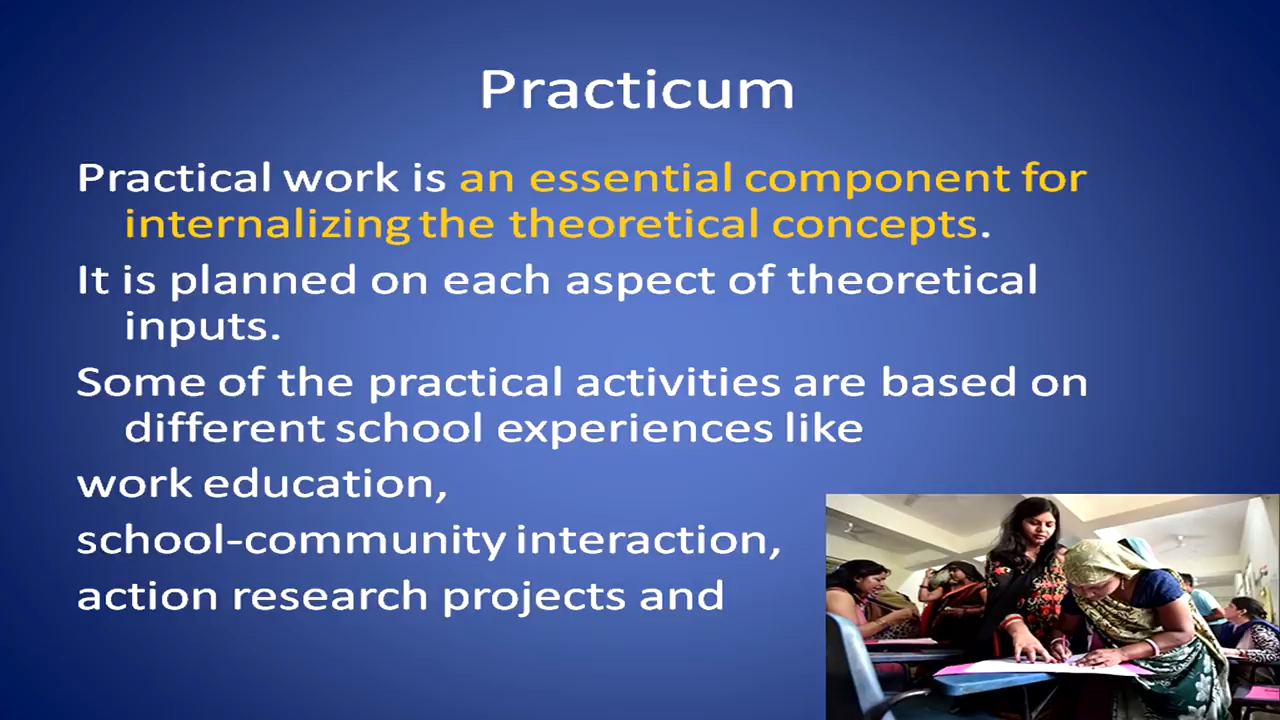 Practicum
Practical work is an essential component for
internalizing the theoretical concepts.
It is planned on each aspect of theoretical
inputs.
Some of the practical activities are based on
different school experiences like
work education,
school-community interaction,
action research projects and